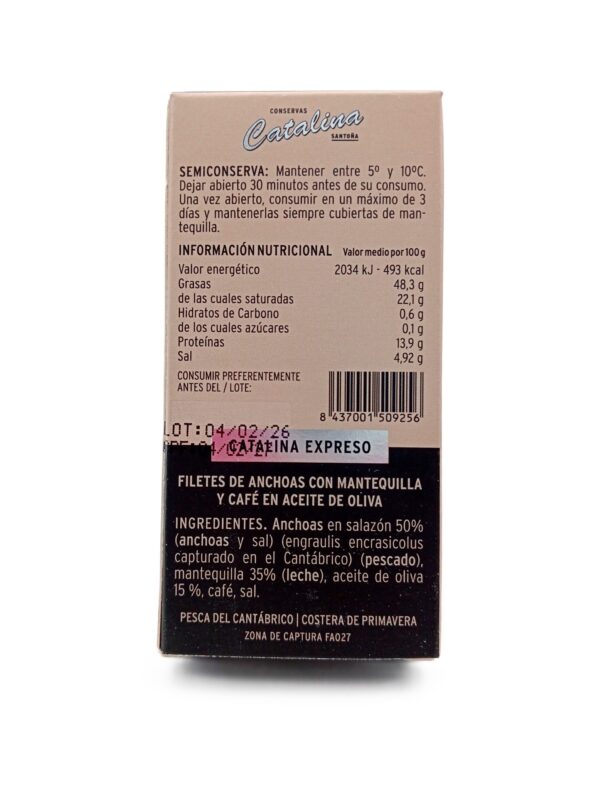 CONSERVAS
Catalina
SANTOÑA
SEMICONSERVA: Mantener entre 5º y 10ºC.
Dejar abierto 30 minutos antes de su consumo.
Una vez abierto, consumir en un máximo de 3
días y mantenerlas siempre cubiertas de man-
tequilla.
INFORMACIÓN NUTRICIONAL Valor medio por 100 g
Valor energético 2034 kJ - 493 kcal
Grasas 48,3 g
de las cuales saturadas 22,1 g
Hidratos de Carbono 0,6 g
de los cuales azúcares 0,1 g
Proteínas 13,9 g
Sal 4,92 g
CONSUMIR PREFERENTEMENTE
ANTES DEL / LOTE:
8 437001 509256
LOT:04/02/26
CATALINA EXPRESO
FILETES DE ANCHOAS CON MANTEQUILLA
Y CAFÉ EN ACEITE DE OLIVA
INGREDIENTES. Anchoas en salazón 50%
(anchoas y sal) (engraulis encrasicolus
capturado en el Cantábrico) (pescado),
mantequilla 35% (leche), aceite de oliva
15 %, café, sal.
PESCA DEL CANTÁBRICO | COSTERA DE PRIMAVERA
ZONA DE CAPTURA FAO27